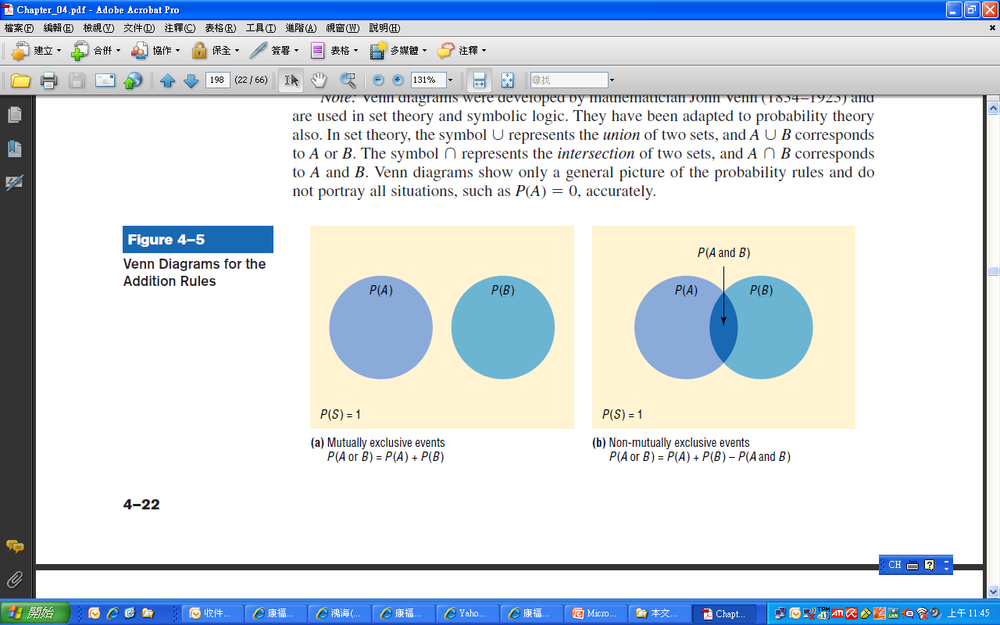 Chapter_04.pdf - Adobe Acrobat Pro
檔案(F) 編輯(E) 檢視(V) 文件(D) 注釋(C) 表格(R) 工具(T) 進階(A) 視窗(W) 說明(H)
建立 合併 協作 保全 簽署 表格 多媒體 注釋
198 (22 / 66) 131% 尋找
Note: Venn diagrams were developed by mathematician John Venn (1834–1923) and
are used in set theory and symbolic logic. They have been adapted to probability theory
also. In set theory, the symbol ∪ represents the union of two sets, and A ∪ B corresponds
to A or B. The symbol ∩ represents the intersection of two sets, and A ∩ B corresponds
to A and B. Venn diagrams show only a general picture of the probability rules and do
not portray all situations, such as P(A) = 0, accurately.
Figure 4–5
Venn Diagrams for the
Addition Rules
P(A) P(B)
P(S) = 1
(a) Mutually exclusive events
P(A or B) = P(A) + P(B)
P(A and B)
P(A) P(B)
P(S) = 1
(b) Non-mutually exclusive events
P(A or B) = P(A) + P(B) – P(A and B)
4–22
CH
開始 收件... 康福... 鴻海(... 康福... Yaho... 康福... Micro... 本文... Chapt... 上午 11:45